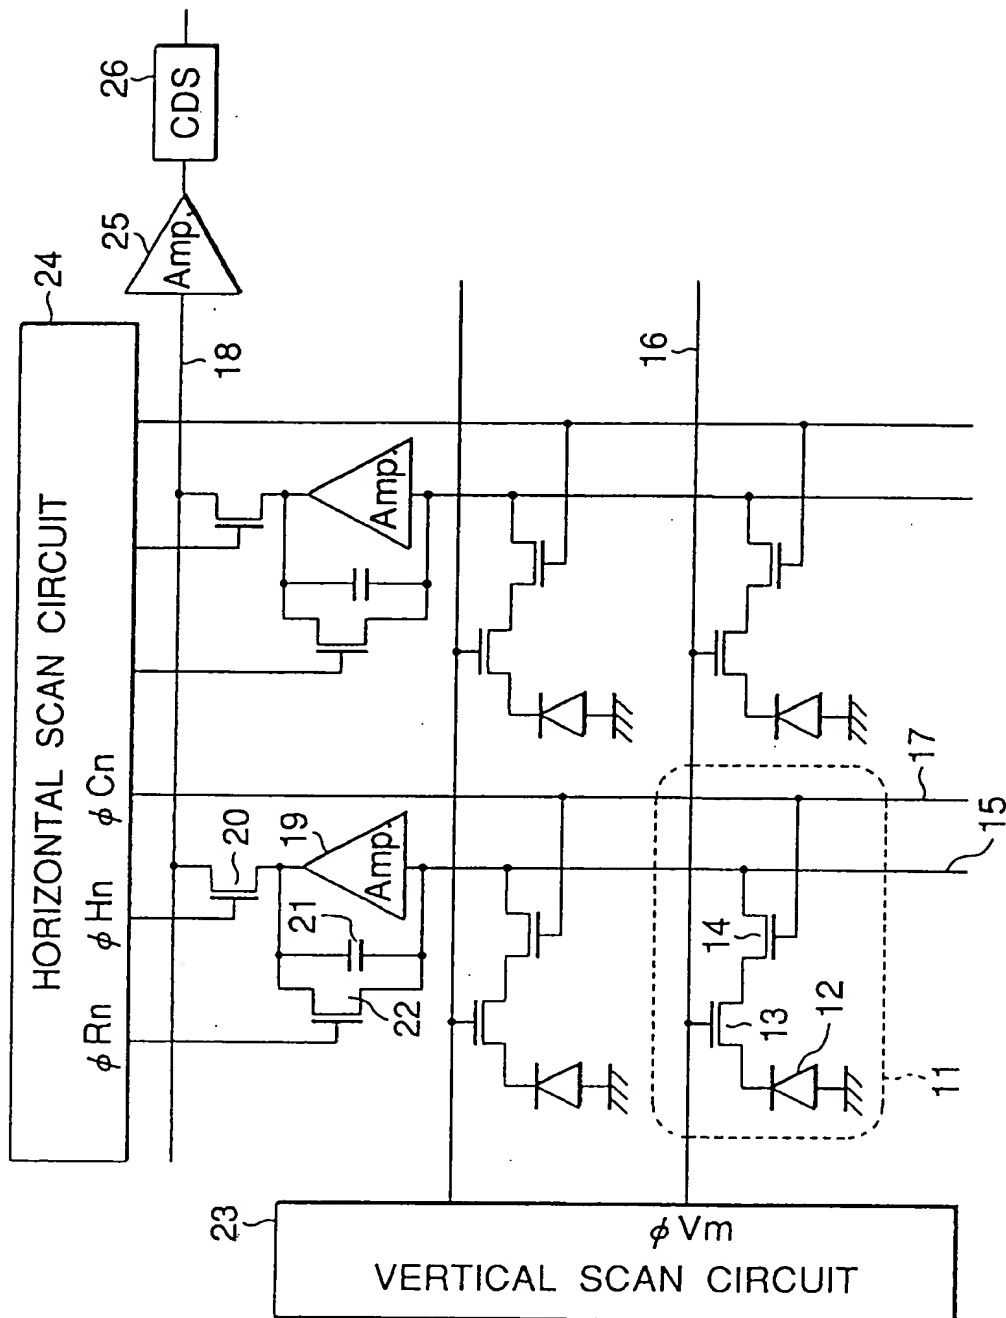 24
HORIZONTAL SCAN CIRCUIT
φRn φHn φCn
18
25
Amp.
26
CDS
20
19
Amp.
21
22
Amp.
16
14
13
12
11
17
15
23
φVm
VERTICAL SCAN CIRCUIT